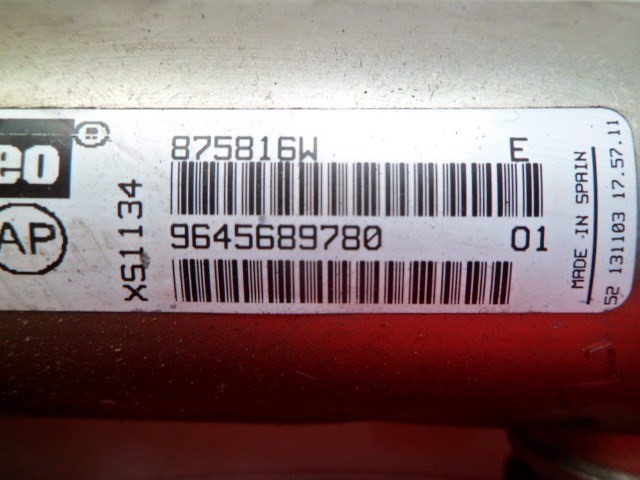 eo®
AP
XS1134
875816W E
9645689780 01
MADE IN SPAIN
52 131103 17.57.11